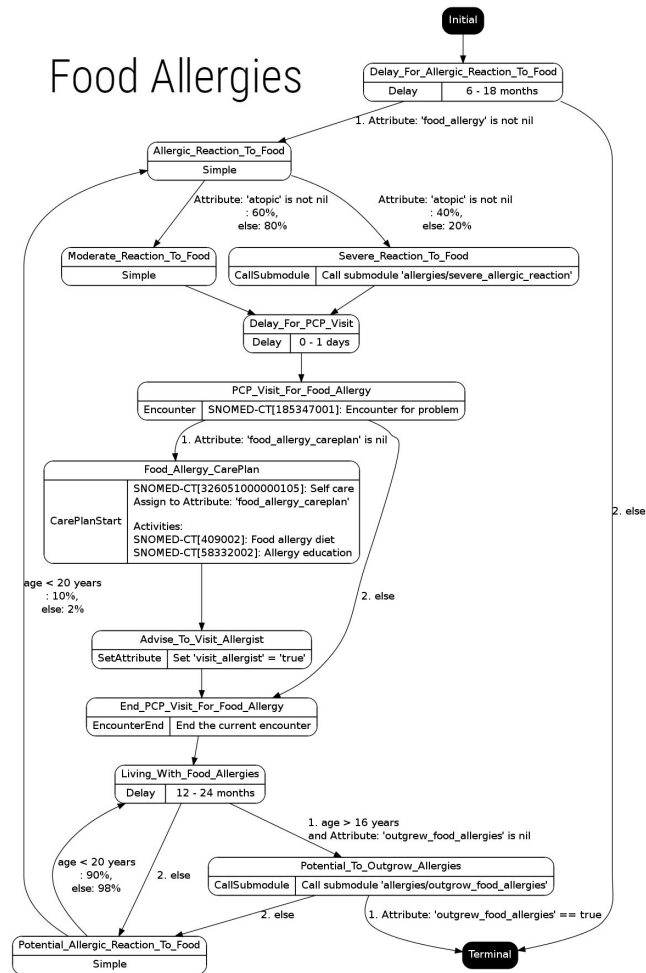 Initial
Food Allergies
Delay_For_Allergic_Reaction_To_Food
Delay
6 - 18 months
1. Attribute: 'food_allergy' is not nil
Allergic_Reaction_To_Food
Simple
Attribute: 'atopic' is not nil
: 60%,
else: 80%
Attribute: 'atopic' is not nil
: 40%,
else: 20%
Moderate_Reaction_To_Food
Simple
Severe_Reaction_To_Food
CallSubmodule
Call submodule 'allergies/severe_allergic_reaction'
Delay_For_PCP_Visit
Delay
0 - 1 days
PCP_Visit_For_Food_Allergy
Encounter
SNOMED-CT[185347001]: Encounter for problem
1. Attribute: 'food_allergy_careplan' is nil
Food_Allergy_CarePlan
CarePlanStart
SNOMED-CT[326051000000105]: Self care
Assign to Attribute: 'food_allergy_careplan'
Activities:
SNOMED-CT[409002]: Food allergy diet
SNOMED-CT[58332002]: Allergy education
2. else
age < 20 years
: 10%,
else: 2%
2. else
Advise_To_Visit_Allergist
SetAttribute
Set 'visit_allergist' = 'true'
End_PCP_Visit_For_Food_Allergy
EncounterEnd
End the current encounter
Living_With_Food_Allergies
Delay
12 - 24 months
1. age > 16 years
and Attribute: 'outgrew_food_allergies' is nil
age < 20 years
: 90%,
else: 98%
2. else
Potential_To_Outgrow_Allergies
CallSubmodule
Call submodule 'allergies/outgrow_food_allergies'
2. else
1. Attribute: 'outgrew_food_allergies' == true
Potential_Allergic_Reaction_To_Food
Simple
Terminal